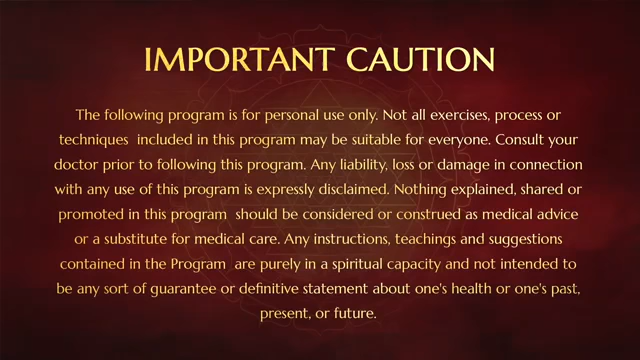 IMPORTANT CAUTION
The following program is for personal use only. Not all exercises, process or
techniques included in this program may be suitable for everyone. Consult your
doctor prior to following this program. Any liability, loss or damage in connection
with any use of this program is expressly disclaimed. Nothing explained, shared or
promoted in this program should be considered or construed as medical advice
or a substitute for medical care. Any instructions, teachings and suggestions
contained in the Program are purely in a spiritual capacity and not intended to
be any sort of guarantee or definitive statement about one's health or one's past,
present, or future.